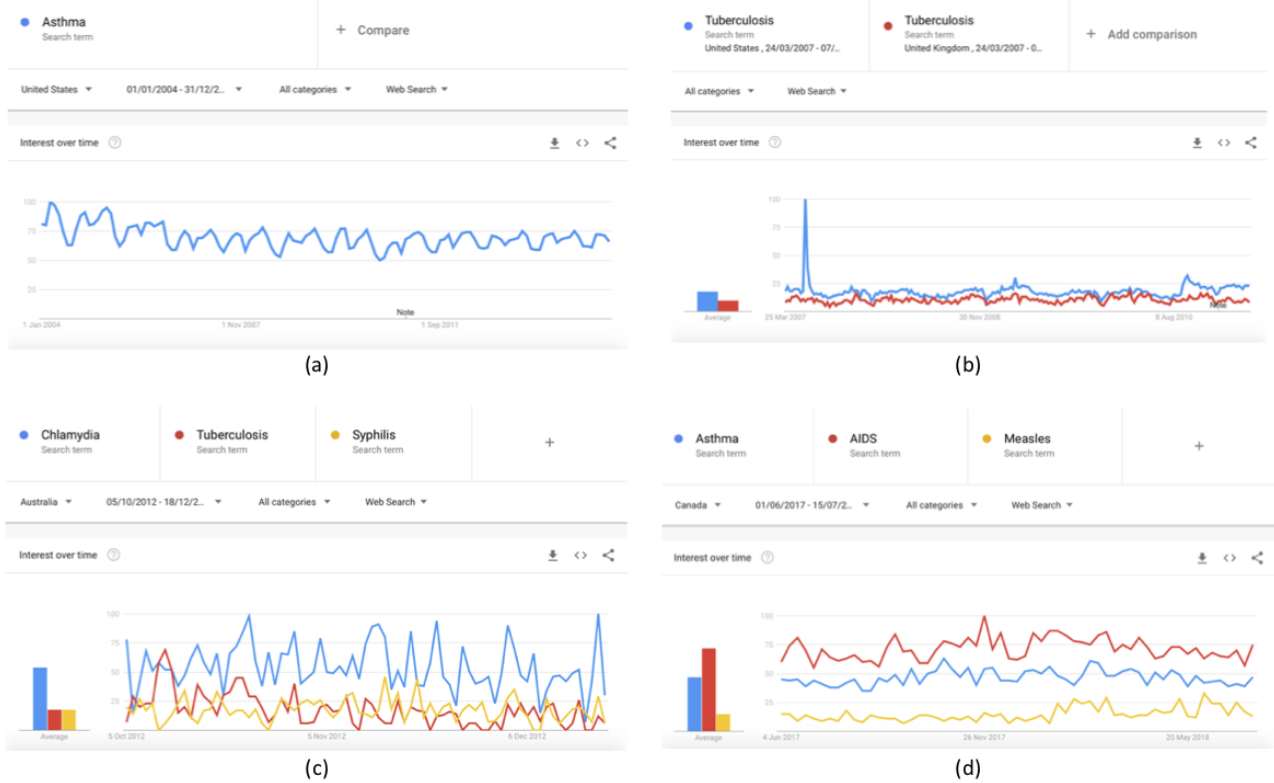 Asthma
Search term
+ Compare
United States
01/01/2004 - 31/12/2...
All categories
Web Search
Interest over time ?
100
75
50
25
Note
1 Jan 2004
1 Nov 2007
1 Sep 2011
(a)
Tuberculosis
Search term
United States , 24/03/2007 - 07/...
Tuberculosis
Search term
United Kingdom , 24/03/2007 - 0...
+ Add comparison
All categories
Web Search
Interest over time ?
100
75
50
25
Note
Average
25 Mar 2007
30 Nov 2008
8 Aug 2010
(b)
Chlamydia
Search term
Tuberculosis
Search term
Syphilis
Search term
+
Australia
05/10/2012 - 18/12/2...
All categories
Web Search
Interest over time ?
100
75
50
25
Average
5 Oct 2012
5 Nov 2012
6 Dec 2012
(c)
Asthma
Search term
AIDS
Search term
Measles
Search term
+
Canada
01/06/2017 - 15/07/2...
All categories
Web Search
Interest over time ?
100
75
50
25
Average
4 Jun 2017
26 Nov 2017
20 May 2018
(d)